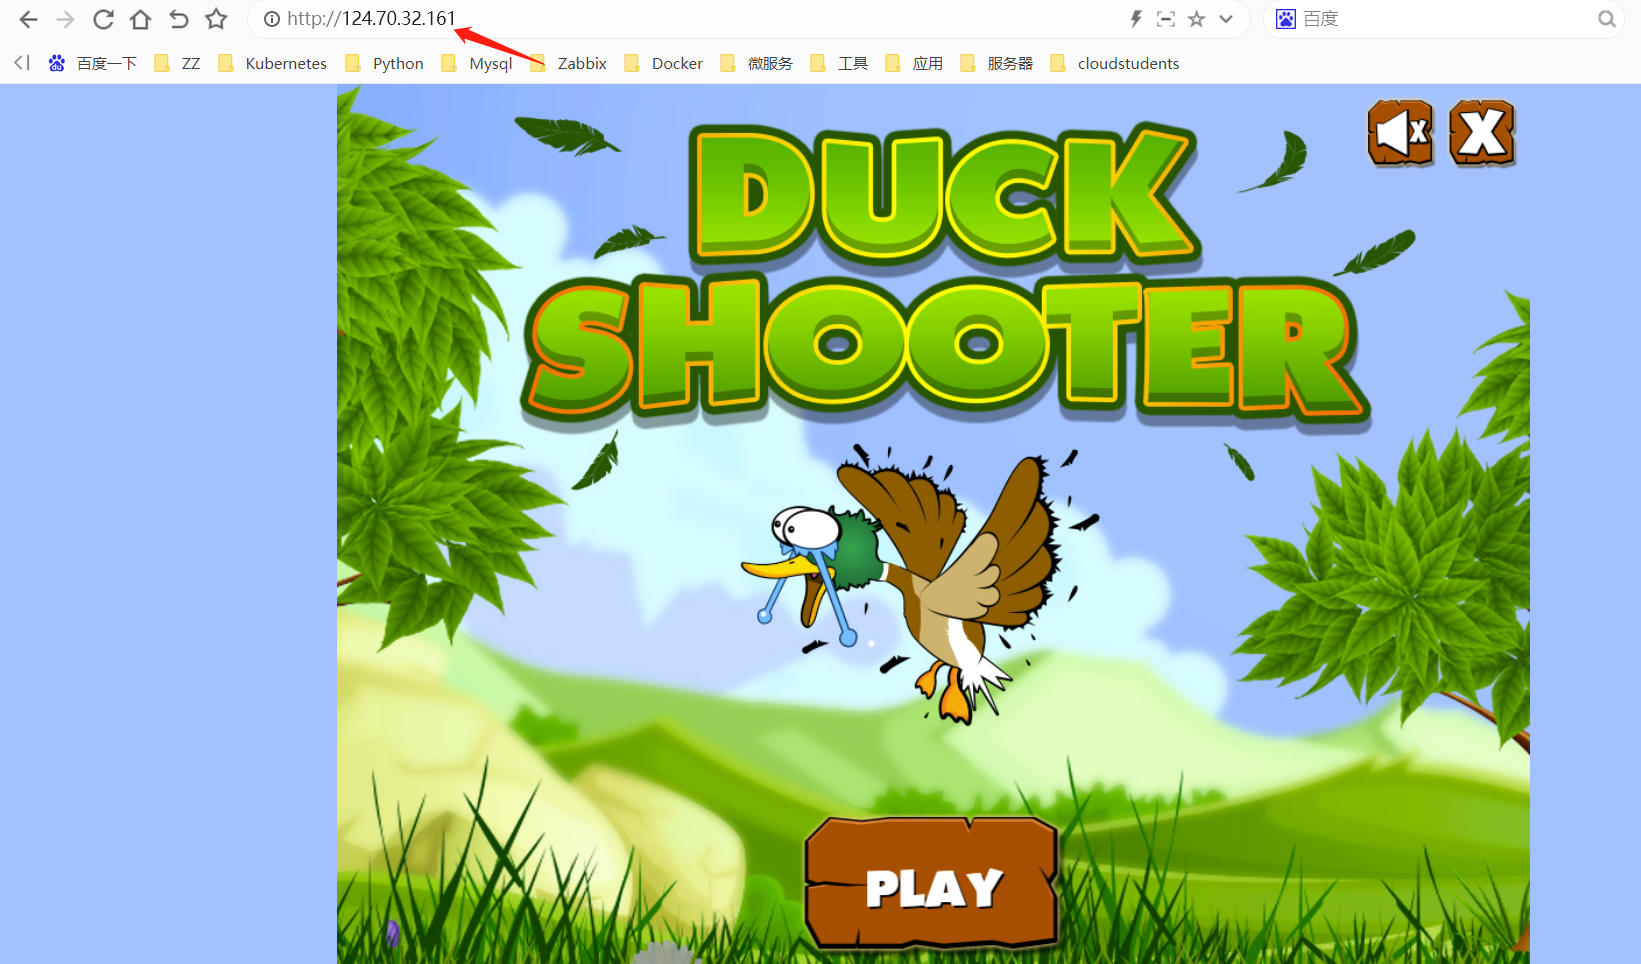 http://124.70.32.161
百度
百度一下 ZZ Kubernetes Python Mysql Zabbix Docker 微服务 工具 应用 服务器 cloudstudents
DUCK
SHOOTER
PLAY